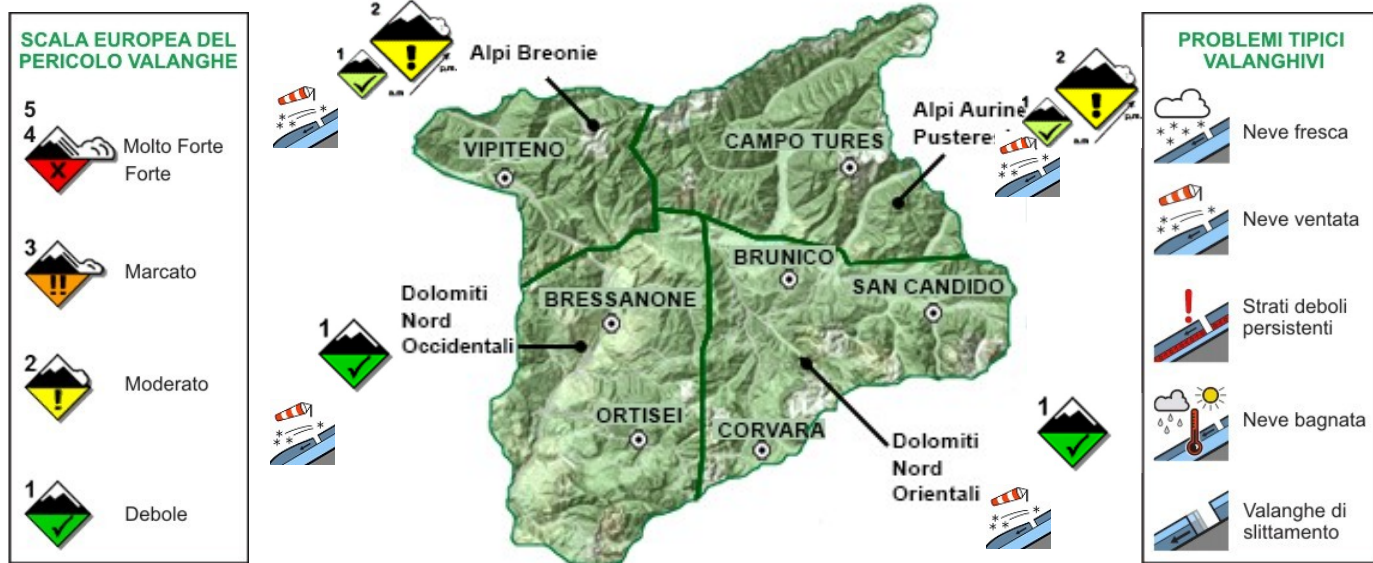 SCALA EUROPEA DEL
PERICOLO VALANGHE
5
4
Molto Forte
Forte
3
Marcato
2
Moderato
1
Debole
2
1
a.m
p.m.
Alpi Breonie
VIPITENO
CAMPO TURES
Alpi Aurine
Pustere
2
1
a.m
p.m.
BRUNICO
SAN CANDIDO
BRESSANONE
Dolomiti
Nord
Occidentali
1
ORTISEI
CORVARA
Dolomiti
Nord
Orientali
1
PROBLEMI TIPICI
VALANGHIVI
Neve fresca
Neve ventata
Strati deboli
persistenti
Neve bagnata
Valanghe di
slittamento